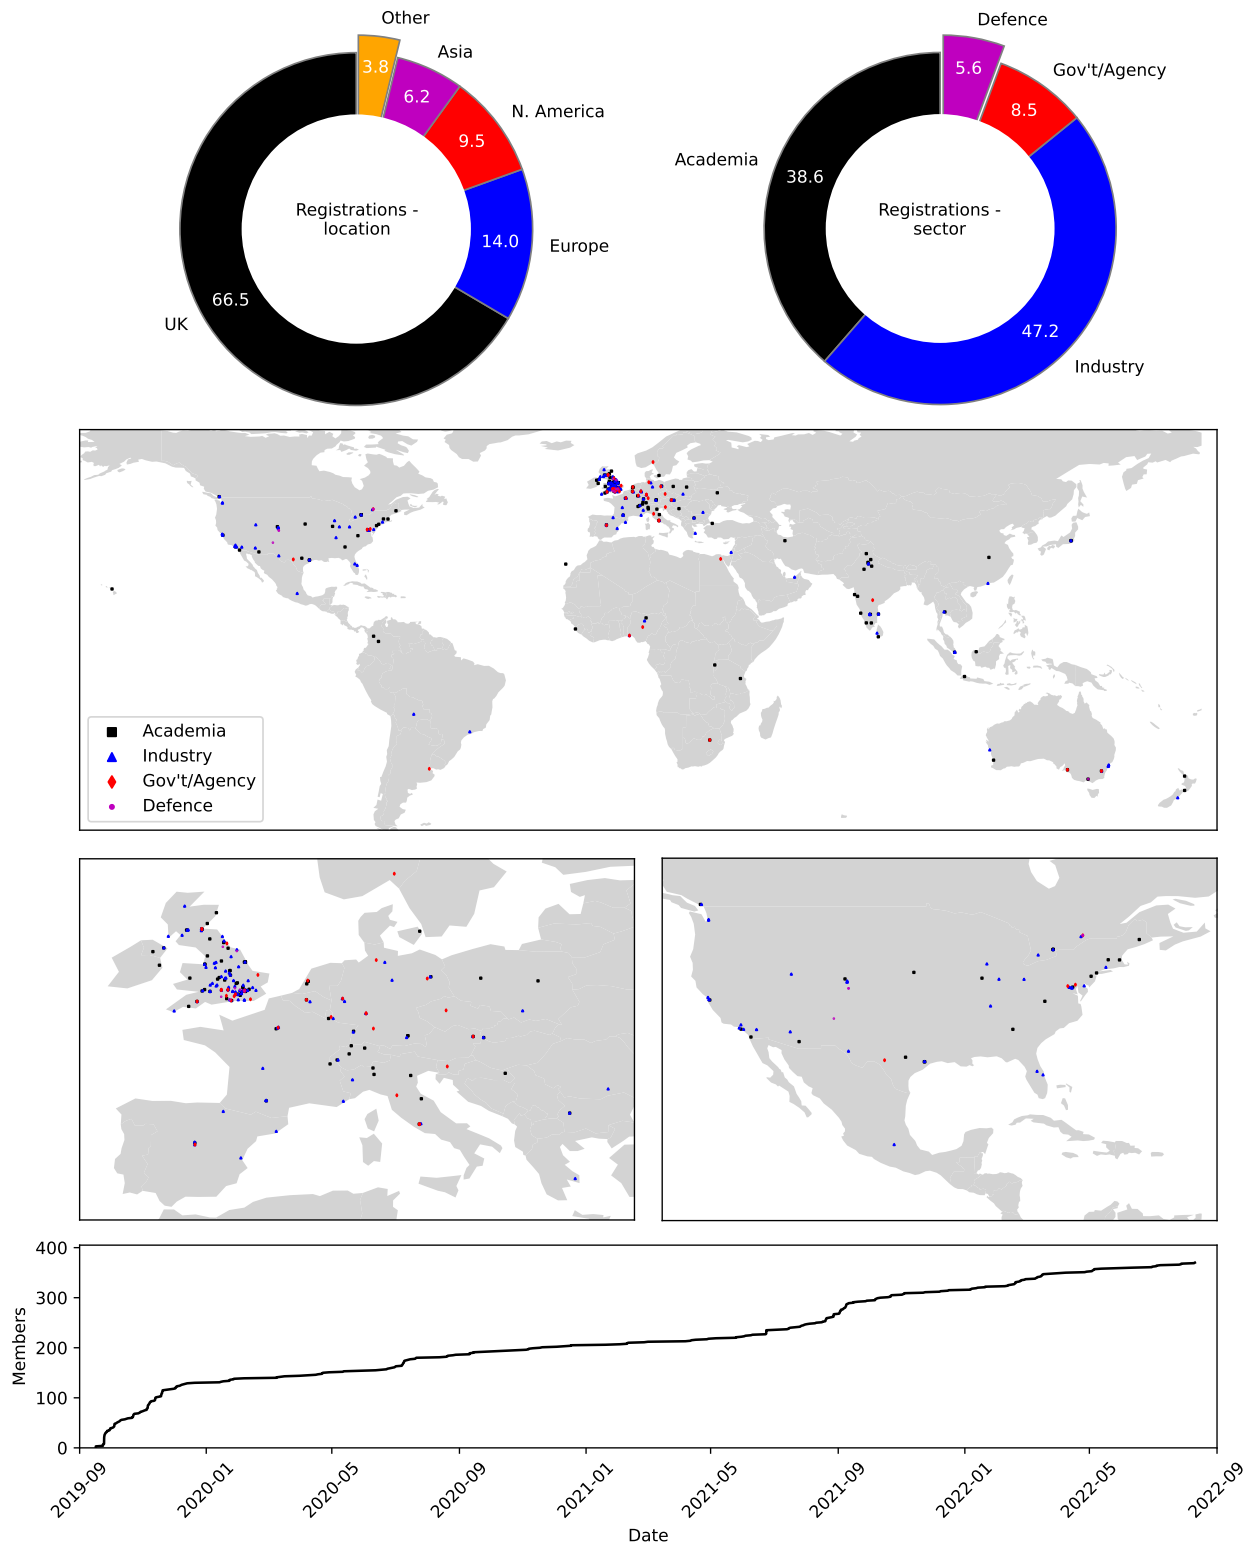 Other
Asia
N. America
Europe
UK
3.8
6.2
9.5
14.0
66.5
Registrations -
location
Defence
Gov't/Agency
Academia
Industry
5.6
8.5
38.6
47.2
Registrations -
sector
Academia
Industry
Gov't/Agency
Defence
400
300
200
100
0
Members
2019-09
2020-01
2020-05
2020-09
2021-01
2021-05
2021-09
2022-01
2022-05
2022-09
Date